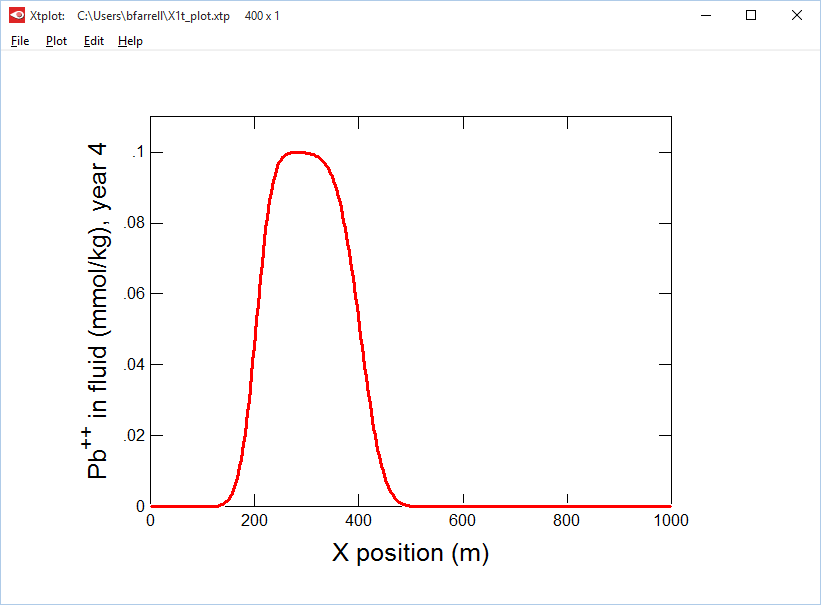 Xtplot: C:\Users\bfarrell\X1t_plot.xtp 400 x 1
File Plot Edit Help
Pb++ in fluid (mmol/kg), year 4
.1
.08
.06
.04
.02
0
0 200 400 600 800 1000
X position (m)